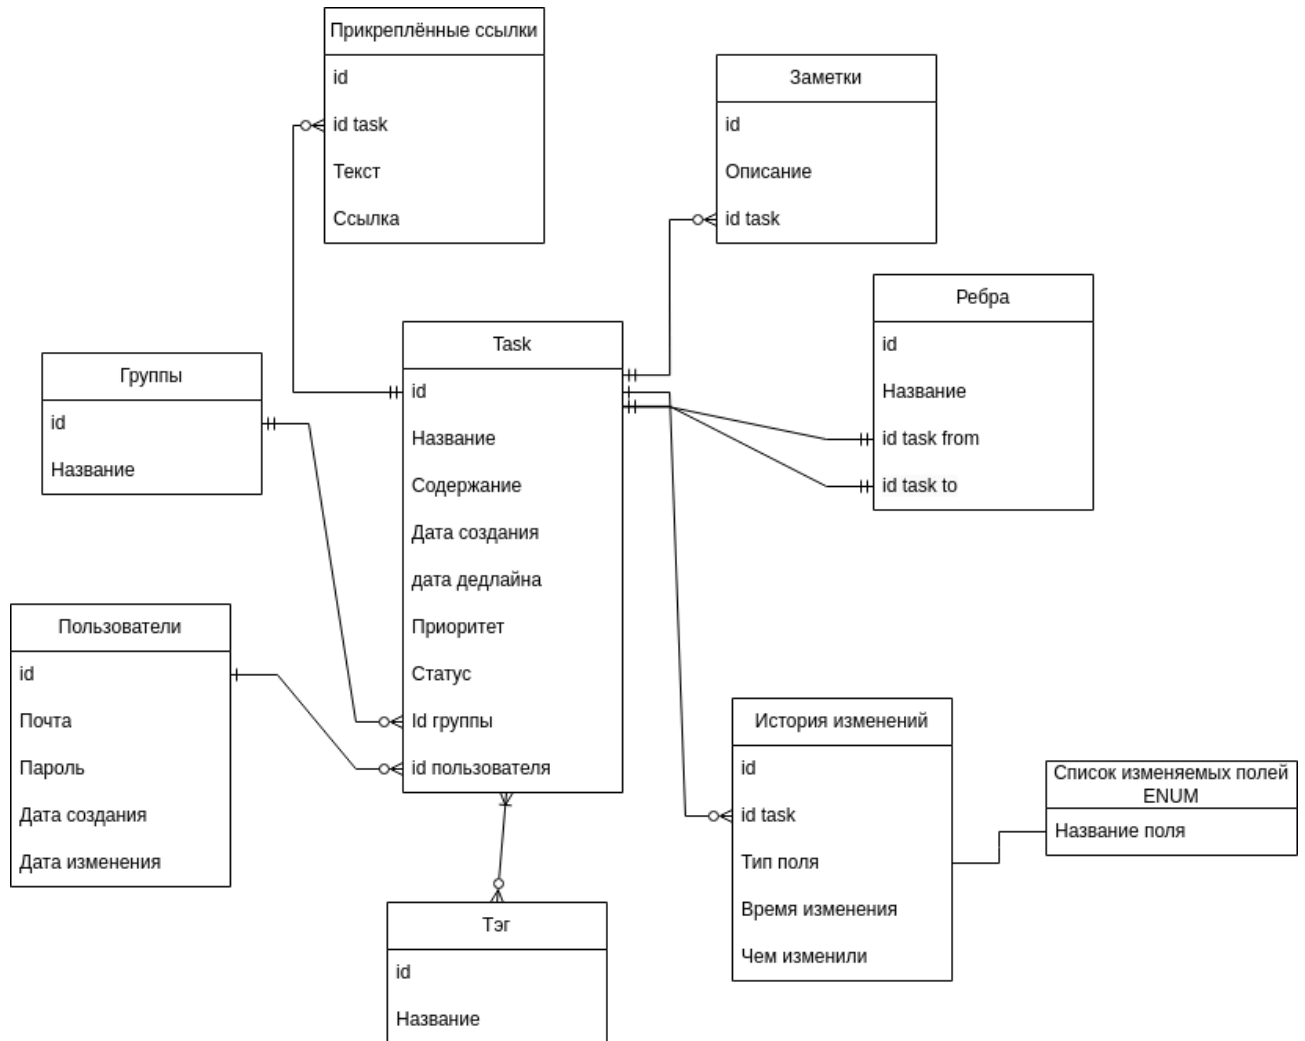 Прикреплённые ссылки
id
id task
Текст
Ссылка
Заметки
id
Описание
id task
Ребра
id
Название
id task from
id task to
Task
id
Название
Содержание
Дата создания
дата дедлайна
Приоритет
Статус
Id группы
id пользователя
Группы
id
Название
Пользователи
id
Почта
Пароль
Дата создания
Дата изменения
История изменений
id
id task
Тип поля
Время изменения
Чем изменили
Список изменяемых полей
ENUM
Название поля
Тэг
id
Название